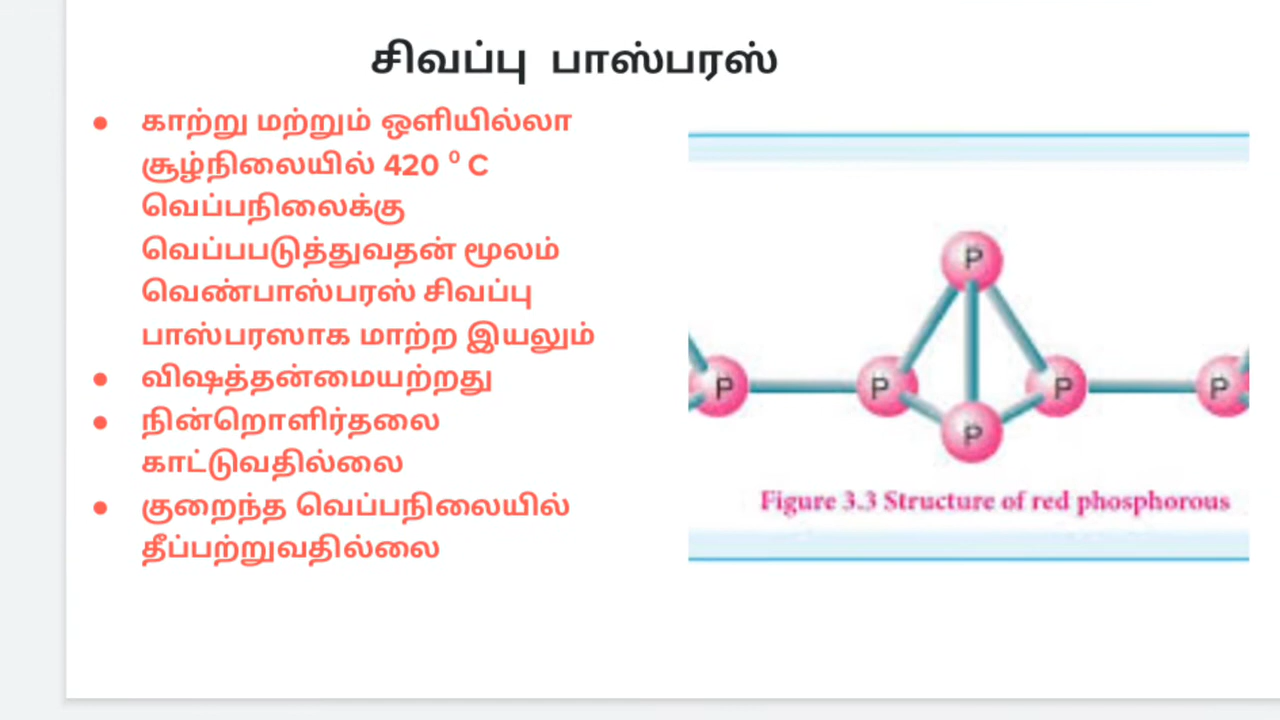 சிவப்பு பாஸ்பரஸ்
● காற்று மற்றும் ஒளியில்லா
சூழ்நிலையில் 420 ⁰ C
வெப்பநிலைக்கு
வெப்பபடுத்துவதன் மூலம்
வெண்பாஸ்பரஸ் சிவப்பு
பாஸ்பரஸாக மாற்ற இயலும்
● விஷத்தன்மையற்றது
● நின்றொளிர்தலை
காட்டுவதில்லை
● குறைந்த வெப்பநிலையில்
தீப்பற்றுவதில்லை
P
P P P P
P
Figure 3.3 Structure of red phosphorous